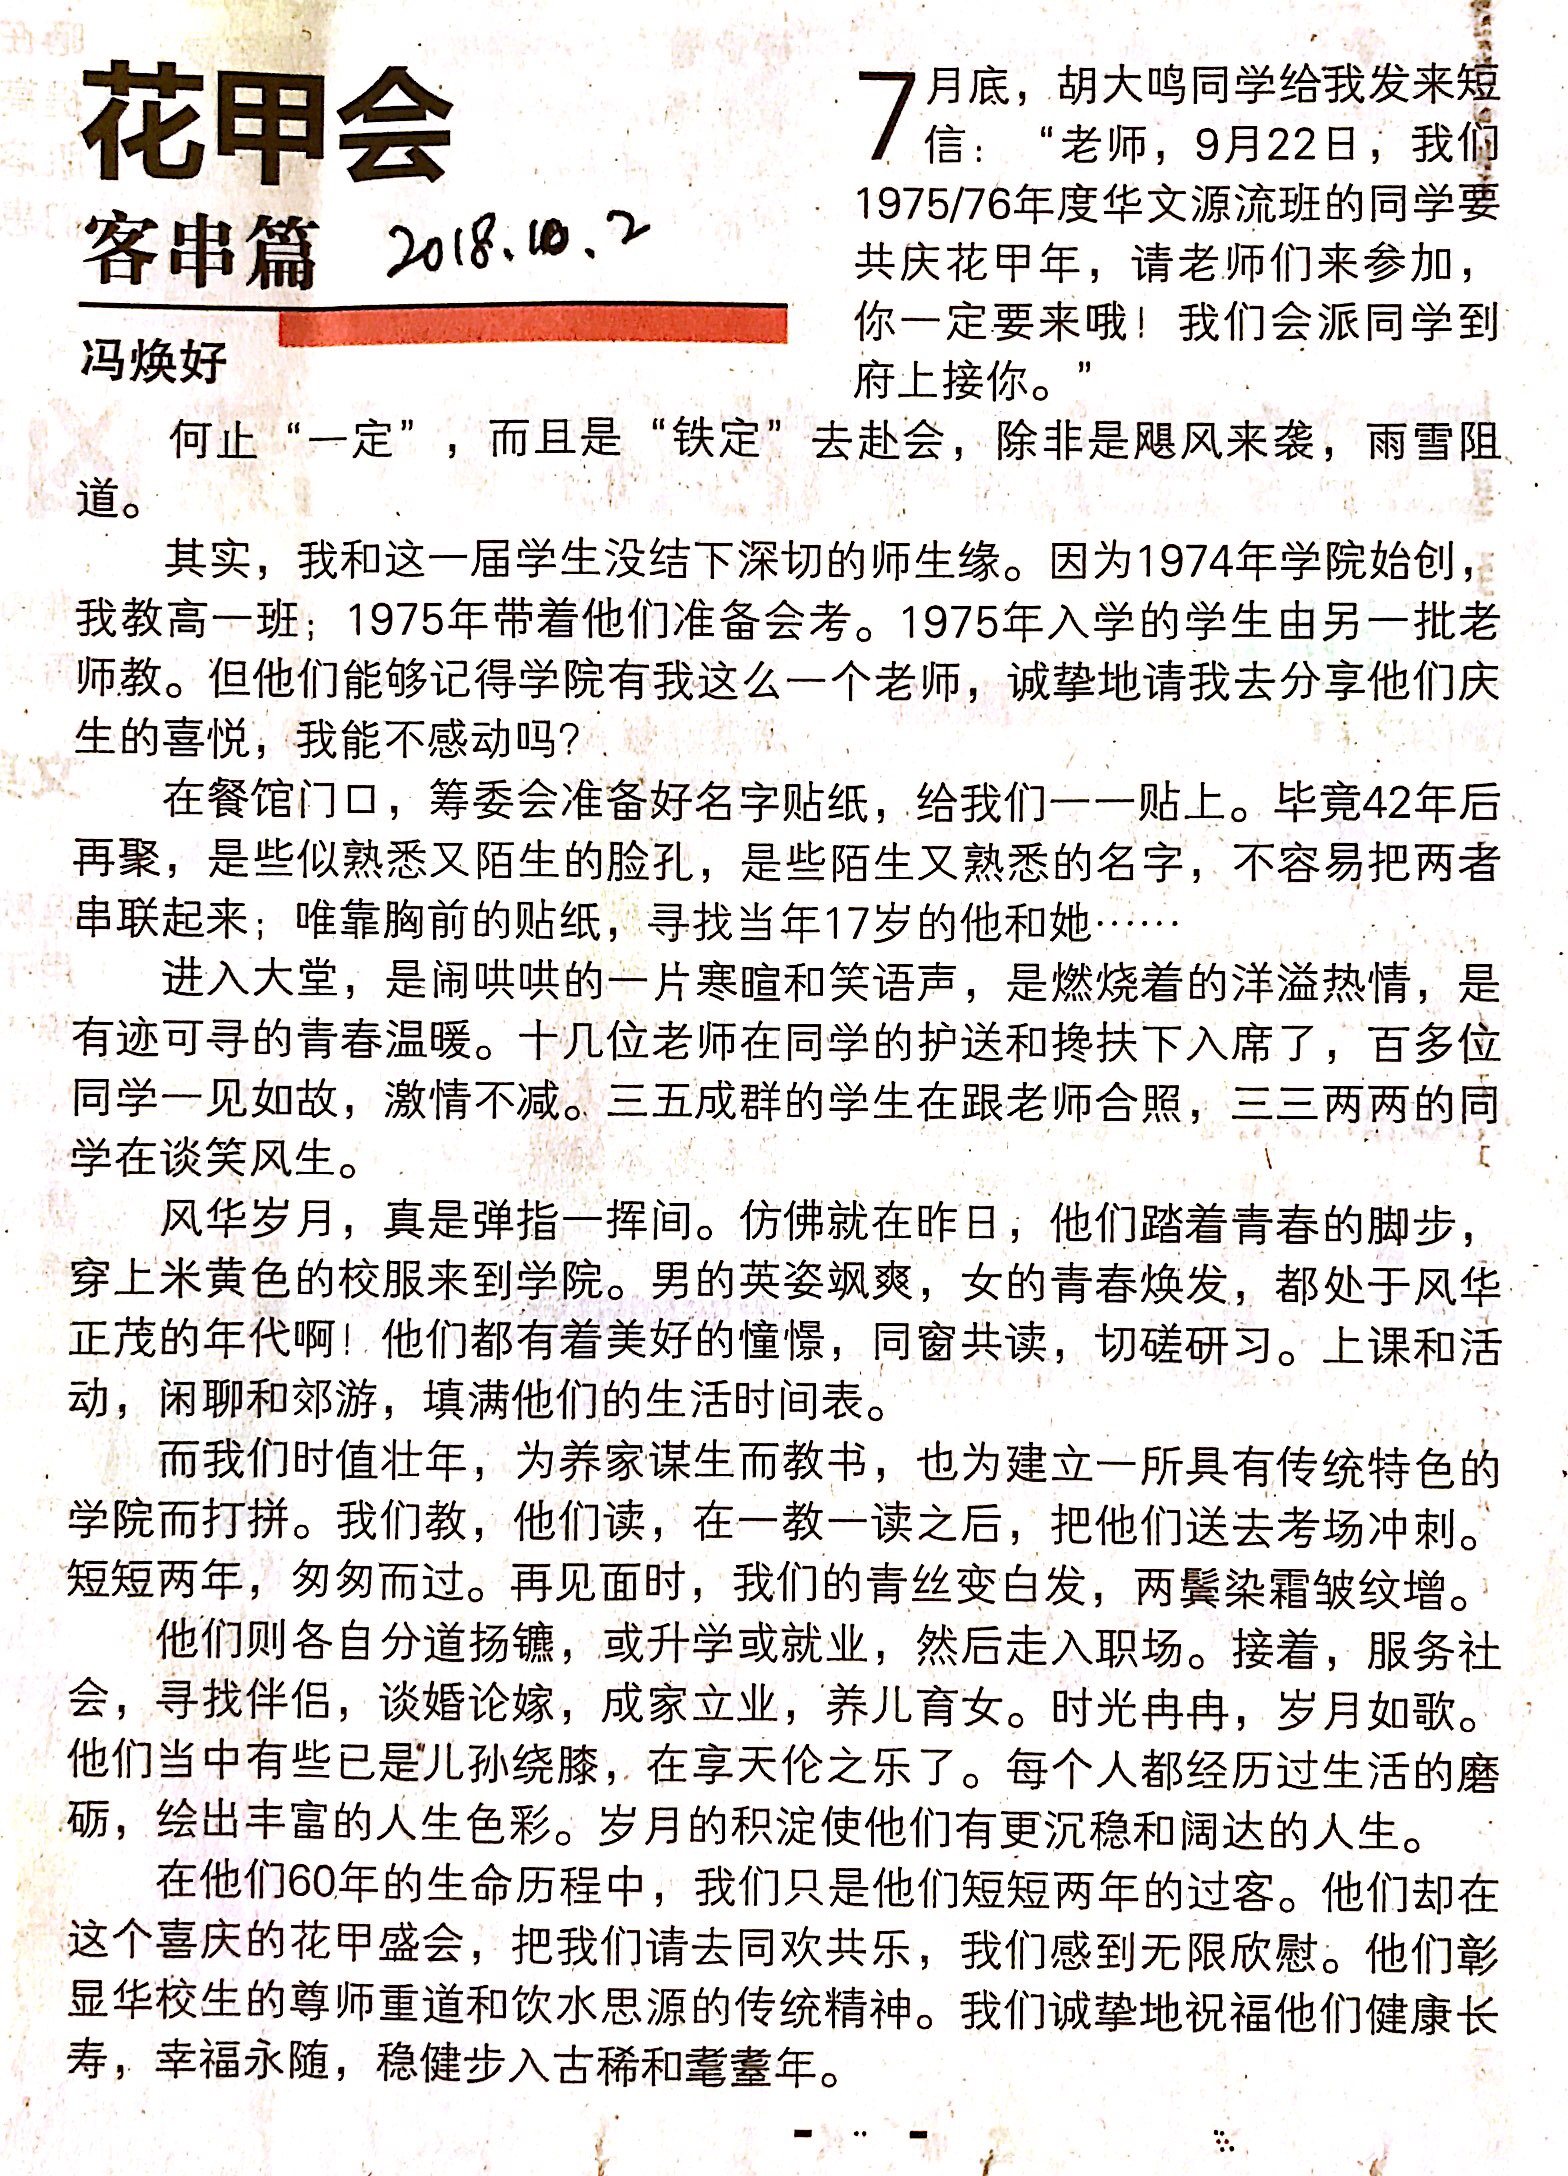 花甲会
客串篇
2018.10.2
冯焕好
7月底，胡大鸣同学给我发来短
信：“老师，9月22日，我们
1975/76年度华文源流班的同学要
共庆花甲年，请老师们来参加，
你一定要来哦！我们会派同学到
府上接你。”
何止“一定”，而且是“铁定”去赴会，除非是飓风来袭，雨雪阻
道。
其实，我和这一届学生没结下深切的师生缘。因为1974年学院始创，
我教高一班；1975年带着他们准备会考。1975年入学的学生由另一批老
师教。但他们能够记得学院有我这么一个老师，诚挚地请我去分享他们庆
生的喜悦，我能不感动吗？
在餐馆门口，筹委会准备好名字贴纸，给我们一一贴上。毕竟42年后
再聚，是些似熟悉又陌生的脸孔，是些陌生又熟悉的名字，不容易把两者
串联起来；唯靠胸前的贴纸，寻找当年17岁的他和她……
进入大堂，是闹哄哄的一片寒暄和笑语声，是燃烧着的洋溢热情，是
有迹可寻的青春温暖。十几位老师在同学的护送和搀扶下入席了，百多位
同学一见如故，激情不减。三五成群的学生在跟老师合照，三三两两的同
学在谈笑风生。
风华岁月，真是弹指一挥间。仿佛就在昨日，他们踏着青春的脚步，
穿上米黄色的校服来到学院。男的英姿飒爽，女的青春焕发，都处于风华
正茂的年代啊！他们都有着美好的憧憬，同窗共读，切磋研习。上课和活
动，闲聊和郊游，填满他们的生活时间表。
而我们时值壮年，为养家谋生而教书，也为建立一所具有传统特色的
学院而打拼。我们教，他们读，在一教一读之后，把他们送去考场冲刺。
短短两年，匆匆而过。再见面时，我们的青丝变白发，两鬓染霜皱纹增。
他们则各自分道扬镳，或升学或就业，然后走入职场。接着，服务社
会，寻找伴侣，谈婚论嫁，成家立业，养儿育女。时光冉冉，岁月如歌。
他们当中有些已是儿孙绕膝，在享天伦之乐了。每个人都经历过生活的磨
砺，绘出丰富的人生色彩。岁月的积淀使他们有更沉稳和阔达的人生。
在他们60年的生命历程中，我们只是他们短短两年的过客。他们却在
这个喜庆的花甲盛会，把我们请去同欢共乐，我们感到无限欣慰。他们彰
显华校生的尊师重道和饮水思源的传统精神。我们诚挚地祝福他们健康长
寿，幸福永随，稳健步入古稀和耄耋年。